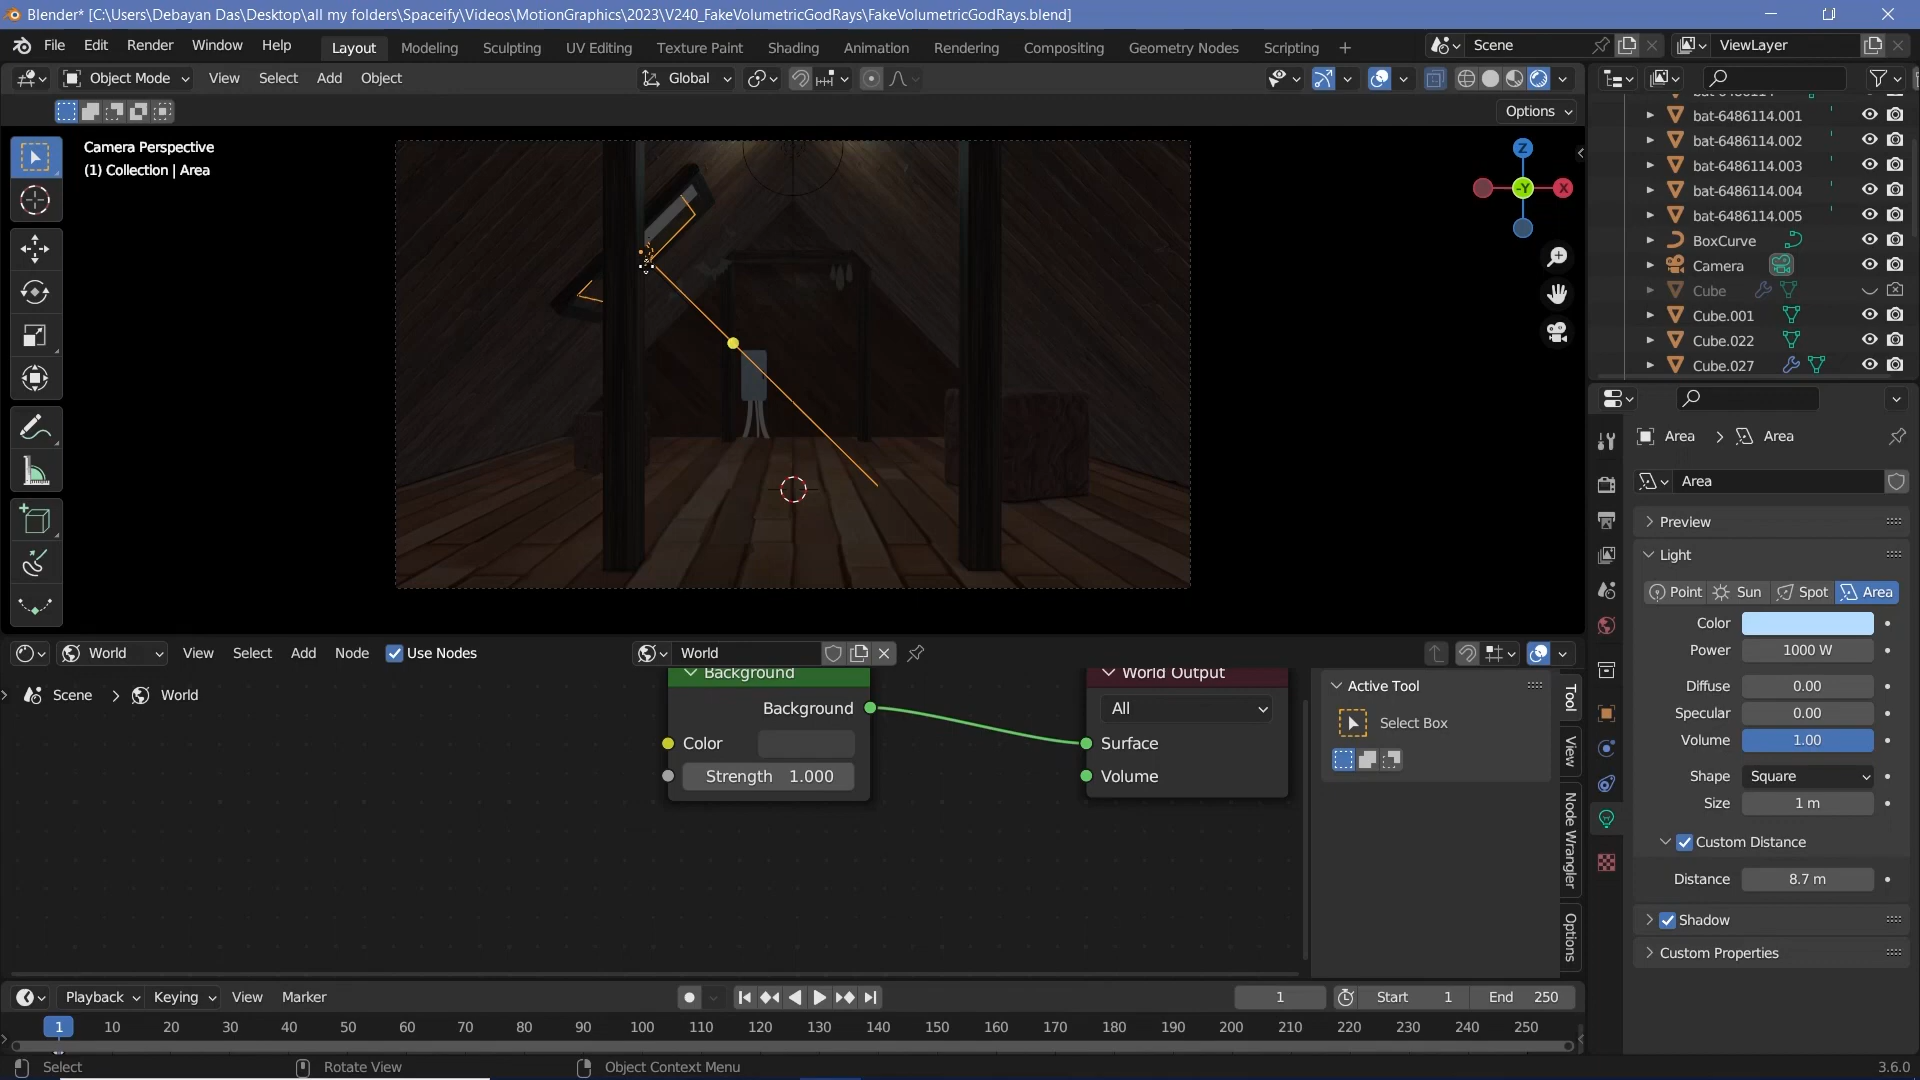 Blender* [C:\Users\Debayan Das\Desktop\all my folders\Spaceify\Videos\MotionGraphics\2023\V240_FakeVolumetricGodRays\FakeVolumetricGodRays.blend]
File Edit Render Window Help Layout Modeling Sculpting UV Editing Texture Paint Shading Animation Rendering Compositing Geometry Nodes Scripting Scene ViewLayer
Object Mode View Select Add Object Global
Options
Camera Perspective
(1) Collection | Area
Z
-Y
X
bat-6486114.001
bat-6486114.002
bat-6486114.003
bat-6486114.004
bat-6486114.005
BoxCurve
Camera
Cube
Cube.001
Cube.022
Cube.027
Area > Area
Area
Preview
Light
Point Sun Spot Area
Color
Power 1000 W
Diffuse 0.00
Specular 0.00
Volume 1.00
Shape Square
Size 1 m
Custom Distance
Distance 8.7 m
Shadow
Custom Properties
World View Select Add Node Use Nodes World
Scene > World
Background
Background
Color
Strength 1.000
World Output
All
Surface
Volume
Active Tool
Select Box
Tool
View
Node Wrangler
Options
Playback Keying View Marker 1 Start 1 End 250
1 10 20 30 40 50 60 70 80 90 100 110 120 130 140 150 160 170 180 190 200 210 220 230 240 250
Select Rotate View Object Context Menu 3.6.0